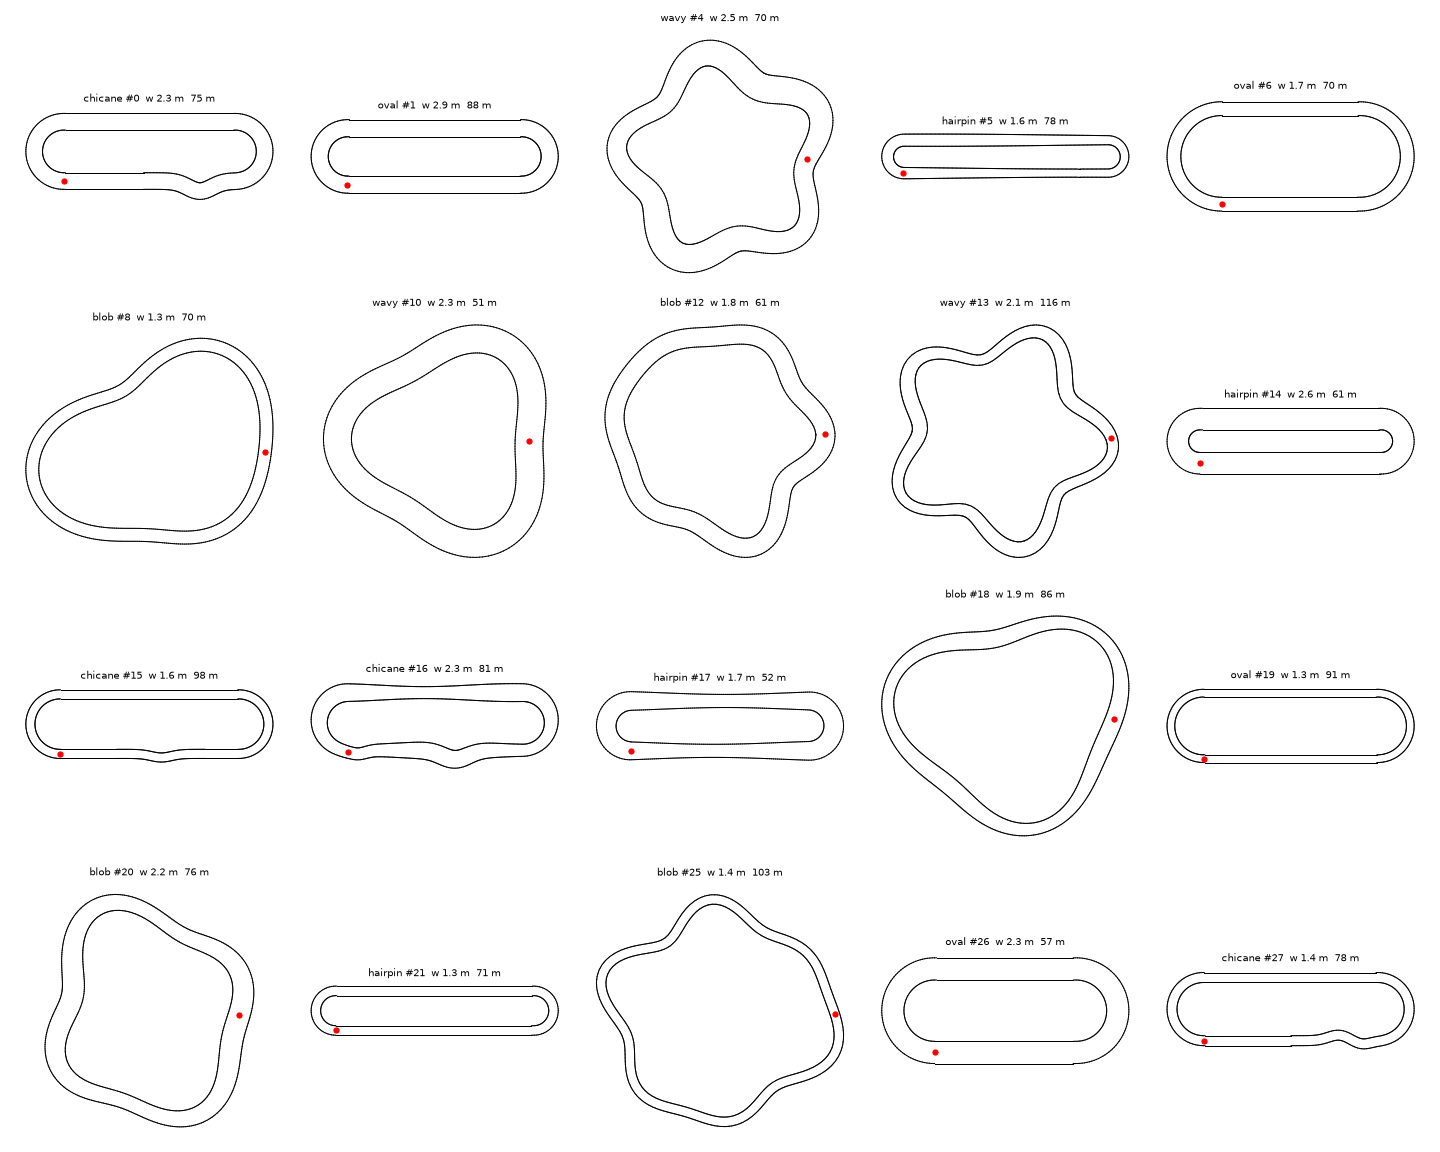 chicane #0 w 2.3 m 75 m
oval #1 w 2.9 m 88 m
wavy #4 w 2.5 m 70 m
hairpin #5 w 1.6 m 78 m
oval #6 w 1.7 m 70 m
blob #8 w 1.3 m 70 m
wavy #10 w 2.3 m 51 m
blob #12 w 1.8 m 61 m
wavy #13 w 2.1 m 116 m
hairpin #14 w 2.6 m 61 m
chicane #15 w 1.6 m 98 m
chicane #16 w 2.3 m 81 m
hairpin #17 w 1.7 m 52 m
blob #18 w 1.9 m 86 m
oval #19 w 1.3 m 91 m
blob #20 w 2.2 m 76 m
hairpin #21 w 1.3 m 71 m
blob #25 w 1.4 m 103 m
oval #26 w 2.3 m 57 m
chicane #27 w 1.4 m 78 m